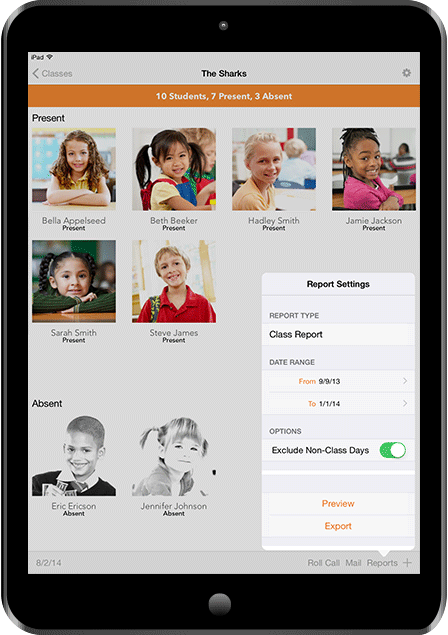 iPad
Classes
The Sharks
10 Students, 7 Present, 3 Absent
Present
Bella Appelseed
Present
Beth Beeker
Present
Hadley Smith
Present
Jamie Jackson
Present
Sarah Smith
Present
Steve James
Present
Absent
Eric Ericson
Absent
Jennifer Johnson
Absent
Report Settings
REPORT TYPE
Class Report
DATE RANGE
From 9/9/13
To 1/1/14
OPTIONS
Exclude Non-Class Days
Preview
Export
8/2/14
Roll Call Mail Reports